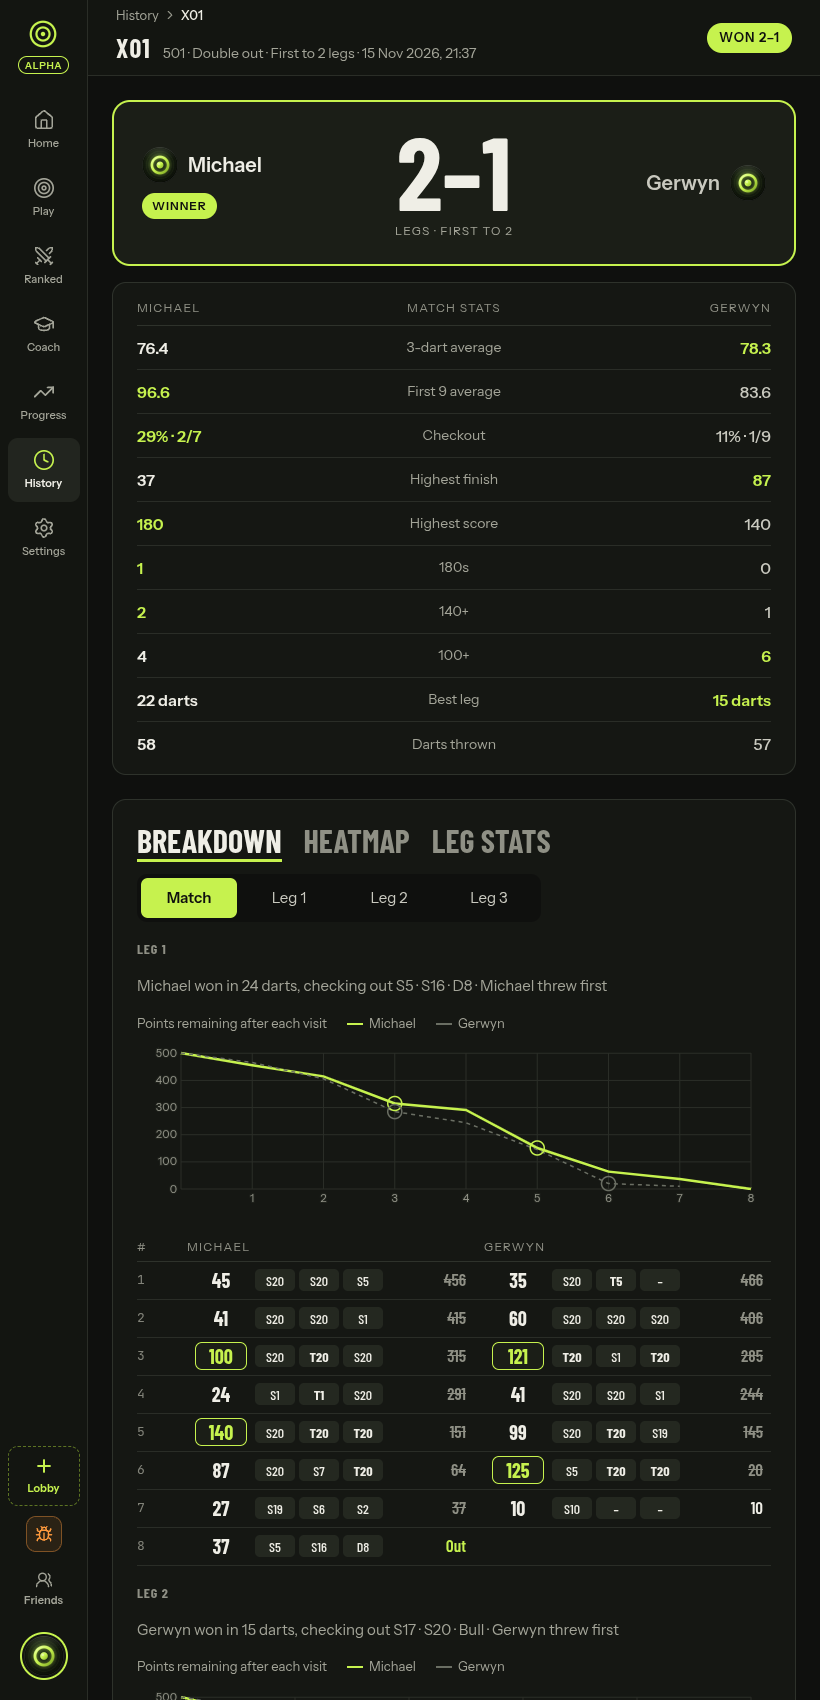 History > X01
X01 501 · Double out · First to 2 legs · 15 Nov 2026, 21:37
WON 2–1
ALPHA
Home
Play
Ranked
Coach
Progress
History
Settings
Lobby
Friends
Michael
WINNER
2–1
LEGS · FIRST TO 2
Gerwyn
MICHAEL MATCH STATS GERWYN
76.4 3-dart average 78.3
96.6 First 9 average 83.6
29% · 2/7 Checkout 11% · 1/9
37 Highest finish 87
180 Highest score 140
1 180s 0
2 140+ 1
4 100+ 6
22 darts Best leg 15 darts
58 Darts thrown 57
BREAKDOWN HEATMAP LEG STATS
Match Leg 1 Leg 2 Leg 3
LEG 1
Michael won in 24 darts, checking out S5 · S16 · D8 · Michael threw first
Points remaining after each visit Michael Gerwyn
500
400
300
200
100
0
1 2 3 4 5 6 7 8
# MICHAEL GERWYN
1 45 S20 S20 S5 456 35 S20 T5 – 466
2 41 S20 S20 S1 415 60 S20 S20 S20 406
3 100 S20 T20 S20 315 121 T20 S1 T20 285
4 24 S1 T1 S20 291 41 S20 S20 S1 244
5 140 S20 T20 T20 151 99 S20 T20 S19 145
6 87 S20 S7 T20 64 125 S5 T20 T20 20
7 27 S19 S6 S2 37 10 S10 – – 10
8 37 S5 S16 D8 Out
LEG 2
Gerwyn won in 15 darts, checking out S17 · S20 · Bull · Gerwyn threw first
Points remaining after each visit Michael Gerwyn
500